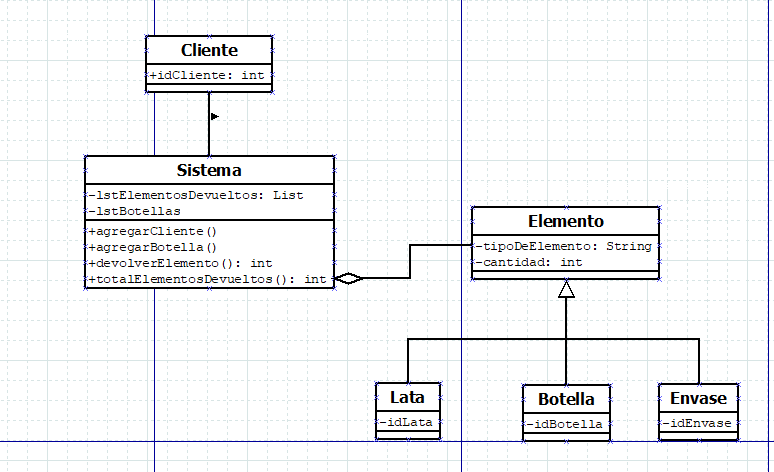 Cliente
+idCliente: int
Sistema
-lstElementosDevueltos: List
-lstBotellas
+agregarCliente()
+agregarBotella()
+devolverElemento(): int
+totalElementosDevueltos(): int
Elemento
-tipoDeElemento: String
-cantidad: int
Lata
-idLata
Botella
-idBotella
Envase
-idEnvase